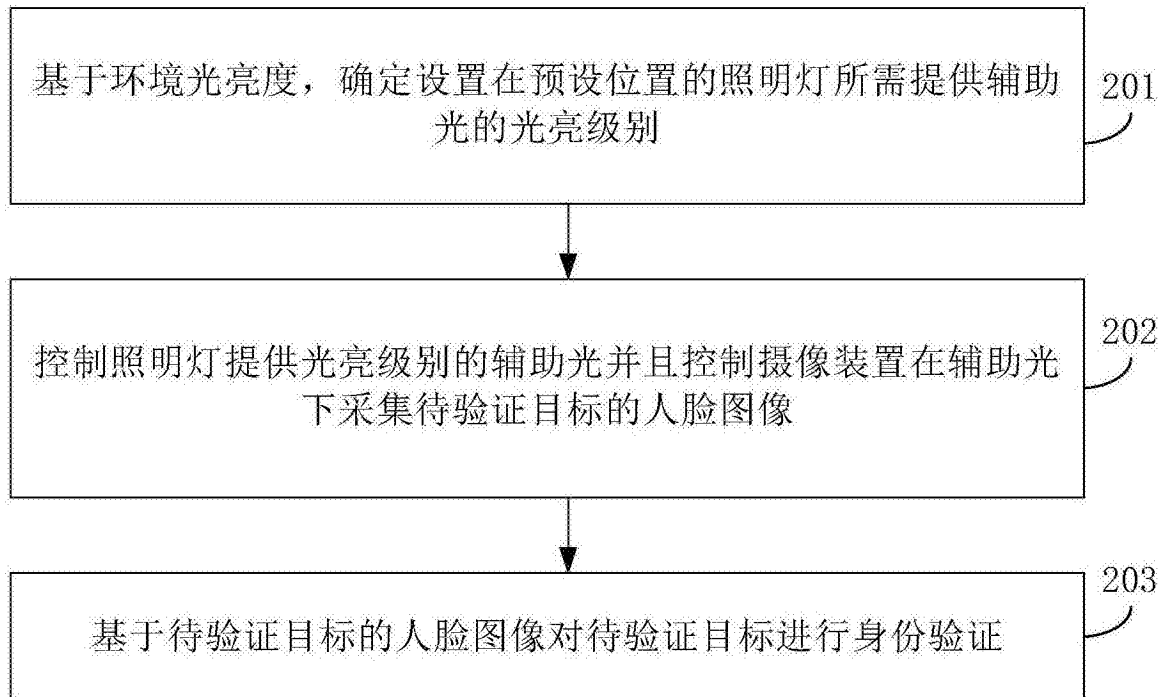 基于环境光亮度，确定设置在预设位置的照明灯所需提供辅助
光的光亮级别
201
控制照明灯提供光亮级别的辅助光并且控制摄像装置在辅助光
下采集待验证目标的人脸图像
202
基于待验证目标的人脸图像对待验证目标进行身份验证
203